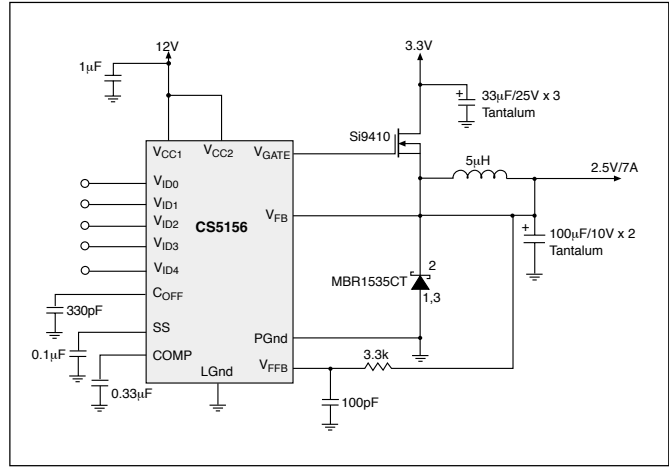 12V
3.3V
1μF
33μF/25V x 3
Tantalum
Si9410
VCC1
VCC2
VGATE
5μH
2.5V/7A
VID0
VID1
VID2
VID3
VID4
CS5156
VFB
100μF/10V x 2
Tantalum
MBR1535CT
2
1,3
COFF
330pF
SS
0.1μF
COMP
0.33μF
LGnd
PGnd
VFFB
3.3k
100pF
+
+